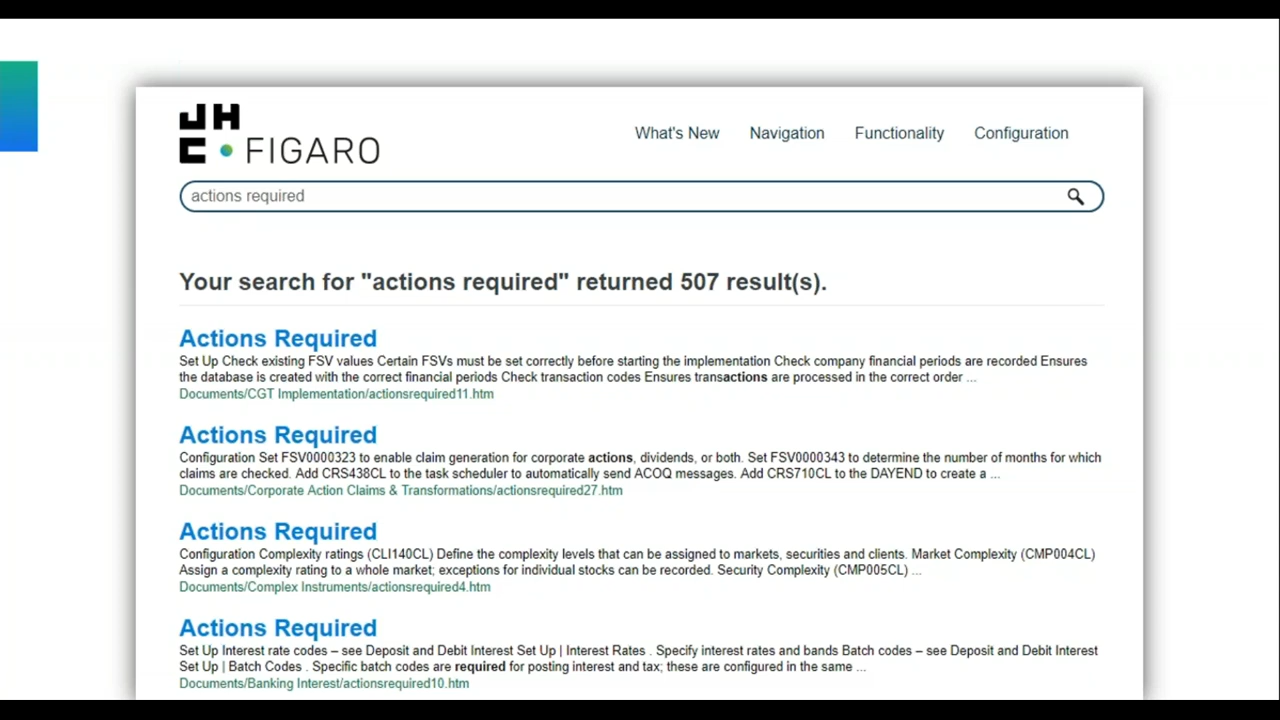 JH
C • FIGARO
What's New Navigation Functionality Configuration
actions required
Your search for "actions required" returned 507 result(s).
Actions Required
Set Up Check existing FSV values Certain FSVs must be set correctly before starting the implementation Check company financial periods are recorded Ensures
the database is created with the correct financial periods Check transaction codes Ensures transactions are processed in the correct order ...
Documents/CGT Implementation/actionsrequired11.htm
Actions Required
Configuration Set FSV0000323 to enable claim generation for corporate actions, dividends, or both. Set FSV0000343 to determine the number of months for which
claims are checked. Add CRS438CL to the task scheduler to automatically send ACOQ messages. Add CRS710CL to the DAYEND to create a ...
Documents/Corporate Action Claims & Transformations/actionsrequired27.htm
Actions Required
Configuration Complexity ratings (CLI140CL) Define the complexity levels that can be assigned to markets, securities and clients. Market Complexity (CMP004CL)
Assign a complexity rating to a whole market; exceptions for individual stocks can be recorded. Security Complexity (CMP005CL) ...
Documents/Complex Instruments/actionsrequired4.htm
Actions Required
Set Up Interest rate codes – see Deposit and Debit Interest Set Up | Interest Rates . Specify interest rates and bands Batch codes – see Deposit and Debit Interest
Set Up | Batch Codes . Specific batch codes are required for posting interest and tax; these are configured in the same ...
Documents/Banking Interest/actionsrequired10.htm